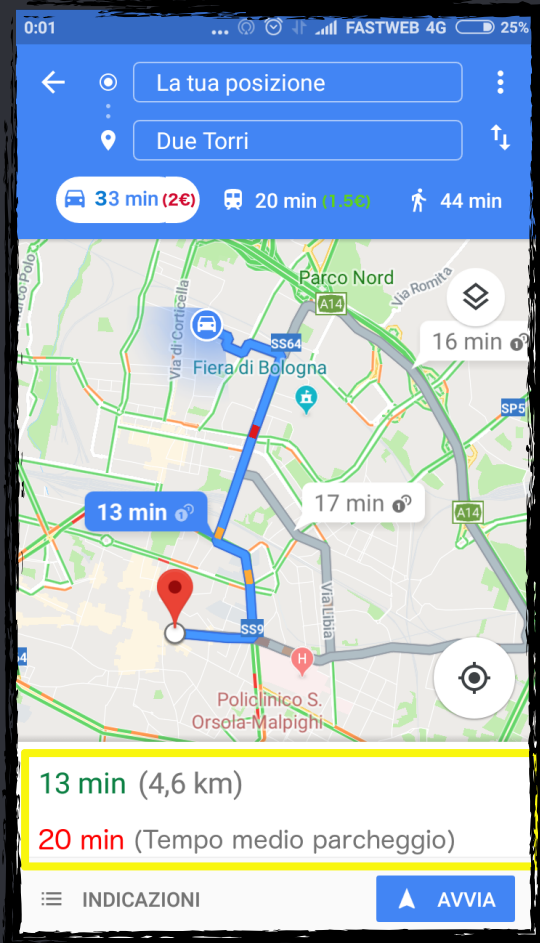 0:01 ... FASTWEB 4G 25%
La tua posizione
Due Torri
33 min (2€) 20 min (1.5€) 44 min
Marco Polo
Parco Nord
Via Romita
A14
Via di Corticella
16 min
SS64
Fiera di Bologna
SP5
17 min
13 min
A14
Via Libia
SS9
H
64
Policlinico S.
Orsola-Malpighi
13 min (4,6 km)
20 min (Tempo medio parcheggio)
INDICAZIONI AVVIA